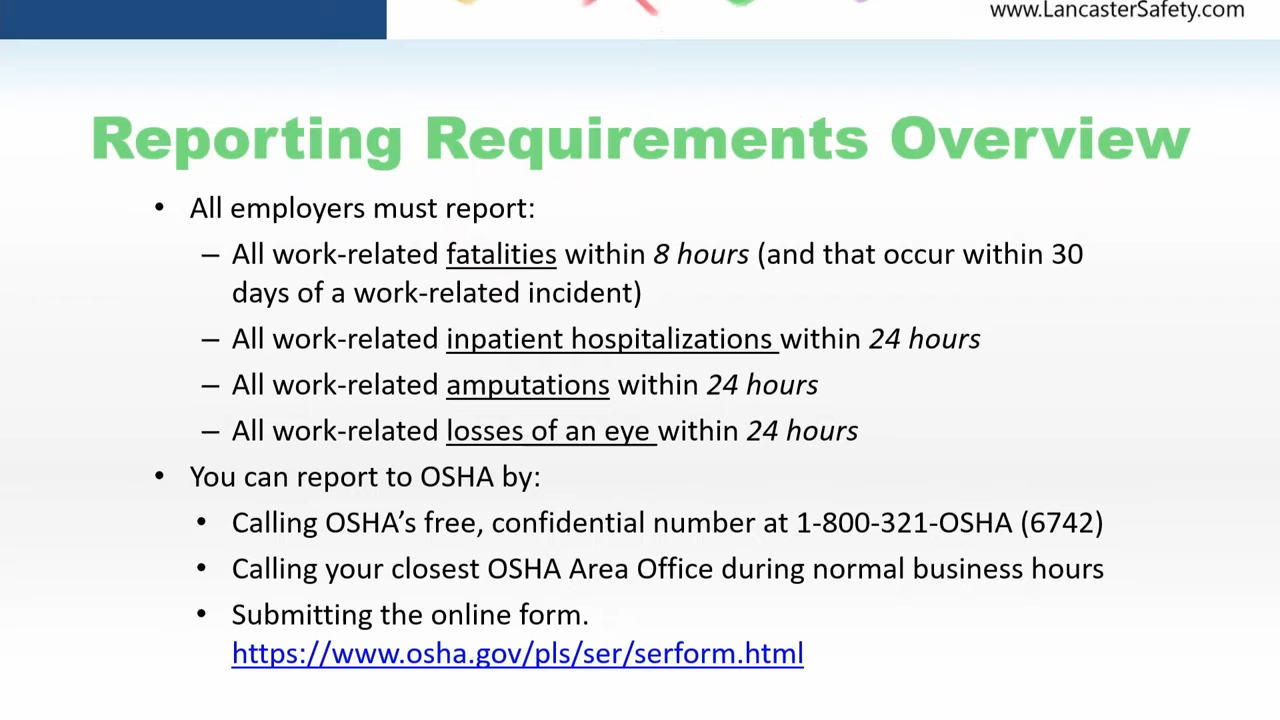 www.LancasterSafety.com
Reporting Requirements Overview
• All employers must report:
– All work-related fatalities within 8 hours (and that occur within 30
days of a work-related incident)
– All work-related inpatient hospitalizations within 24 hours
– All work-related amputations within 24 hours
– All work-related losses of an eye within 24 hours
• You can report to OSHA by:
• Calling OSHA’s free, confidential number at 1-800-321-OSHA (6742)
• Calling your closest OSHA Area Office during normal business hours
• Submitting the online form.
https://www.osha.gov/pls/ser/serform.html